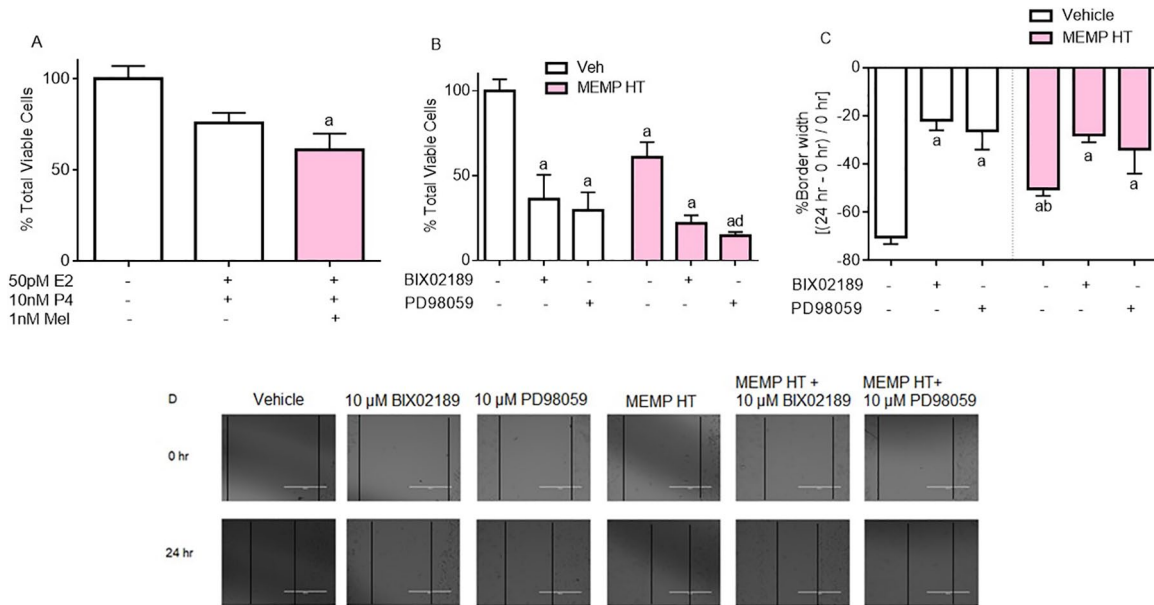 A
% Total Viable Cells
100
50
0
50pM E2 - + +
10nM P4 - + +
1nM Mel - - +
a
B
Veh
MEMP HT
% Total Viable Cells
100
50
0
a a a a ad
BIX02189 - + - - + -
PD98059 - - + - - +
C
Vehicle
MEMP HT
%Border width
[(24 hr - 0 hr) / 0 hr]
0
-20
-40
-60
-80
a a ab a a
BIX02189 - + - - + -
PD98059 - - + - - +
D
Vehicle
10 µM BIX02189
10 µM PD98059
MEMP HT
MEMP HT +
10 µM BIX02189
MEMP HT+
10 µM PD98059
0 hr
24 hr